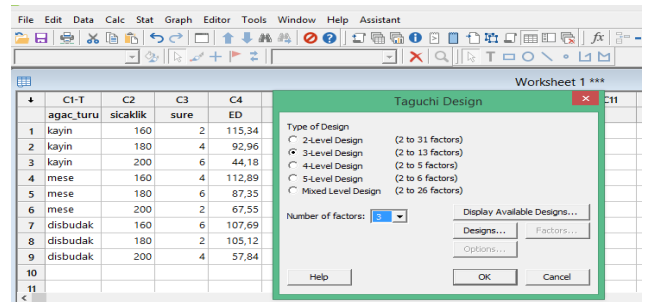 File Edit Data Calc Stat Graph Editor Tools Window Help Assistant
Worksheet 1 ***
C1-T C2 C3 C4 C11
agac_turu sicaklik sure ED
1 kayin 160 2 115,34
2 kayin 180 4 92,96
3 kayin 200 6 44,18
4 mese 160 4 112,89
5 mese 180 6 87,35
6 mese 200 2 67,55
7 disbudak 160 6 107,69
8 disbudak 180 2 105,12
9 disbudak 200 4 57,84
10
11
Taguchi Design
Type of Design
2-Level Design (2 to 31 factors)
3-Level Design (2 to 13 factors)
4-Level Design (2 to 5 factors)
5-Level Design (2 to 6 factors)
Mixed Level Design (2 to 26 factors)
Number of factors: 3
Display Available Designs...
Designs... Factors...
Options...
Help OK Cancel